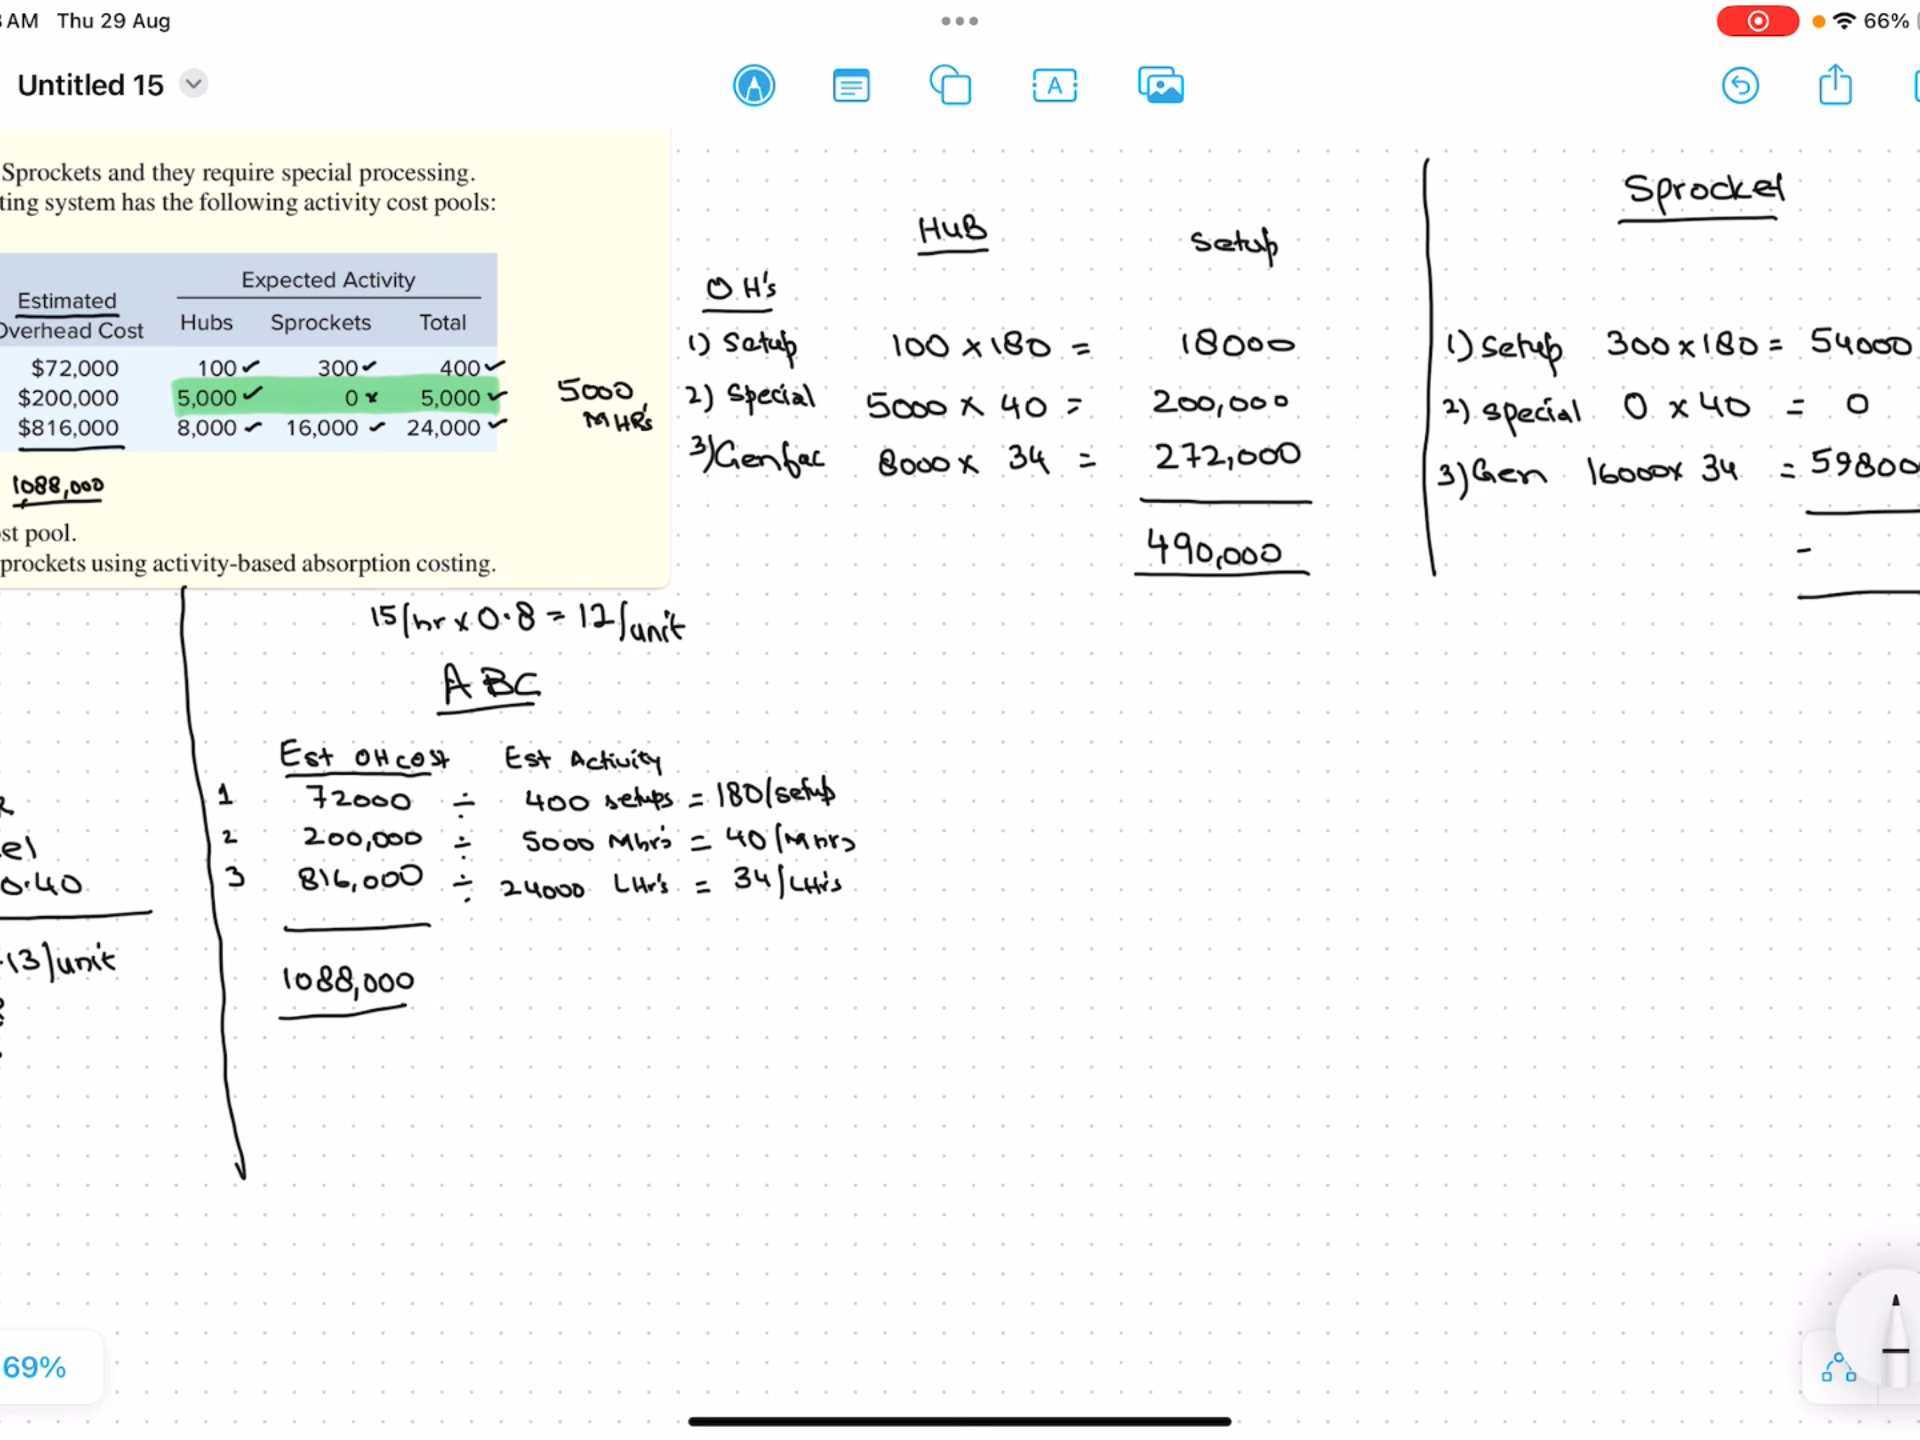 AM Thu 29 Aug
66%
Untitled 15
Sprockets and they require special processing.
ting system has the following activity cost pools:
Estimated
Overhead Cost
Expected Activity
Hubs Sprockets Total
$72,000 100 300 400
$200,000 5,000 0 5,000
$816,000 8,000 16,000 24,000
1088,000
5000
MHR's
st pool.
prockets using activity-based absorption costing.
HUB
Setup
OH's
1) Setup 100 x 180 = 18000
2) Special 5000 x 40 = 200,000
3) Gen fac 8000 x 34 = 272,000
490,000
Sprocket
1) Setup 300 x 180 = 54000
2) special 0 x 40 = 0
3) Gen 16000 x 34 = 59800
-
15/hr x 0.8 = 12/unit
ABC
Est OH cost Est Activity
1 72000 ÷ 400 setups = 180/setup
2 200,000 ÷ 5000 Mhr's = 40/Mhrs
3 816,000 ÷ 24000 LHr's = 34/LHr's
1088,000
el
0.40
13/unit
69%